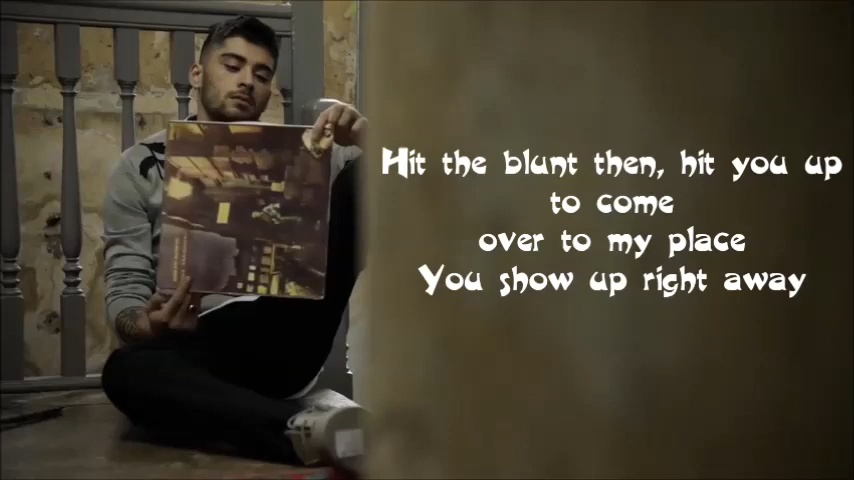 Hit the blunt then, hit you up
to come
over to my place
You show up right away